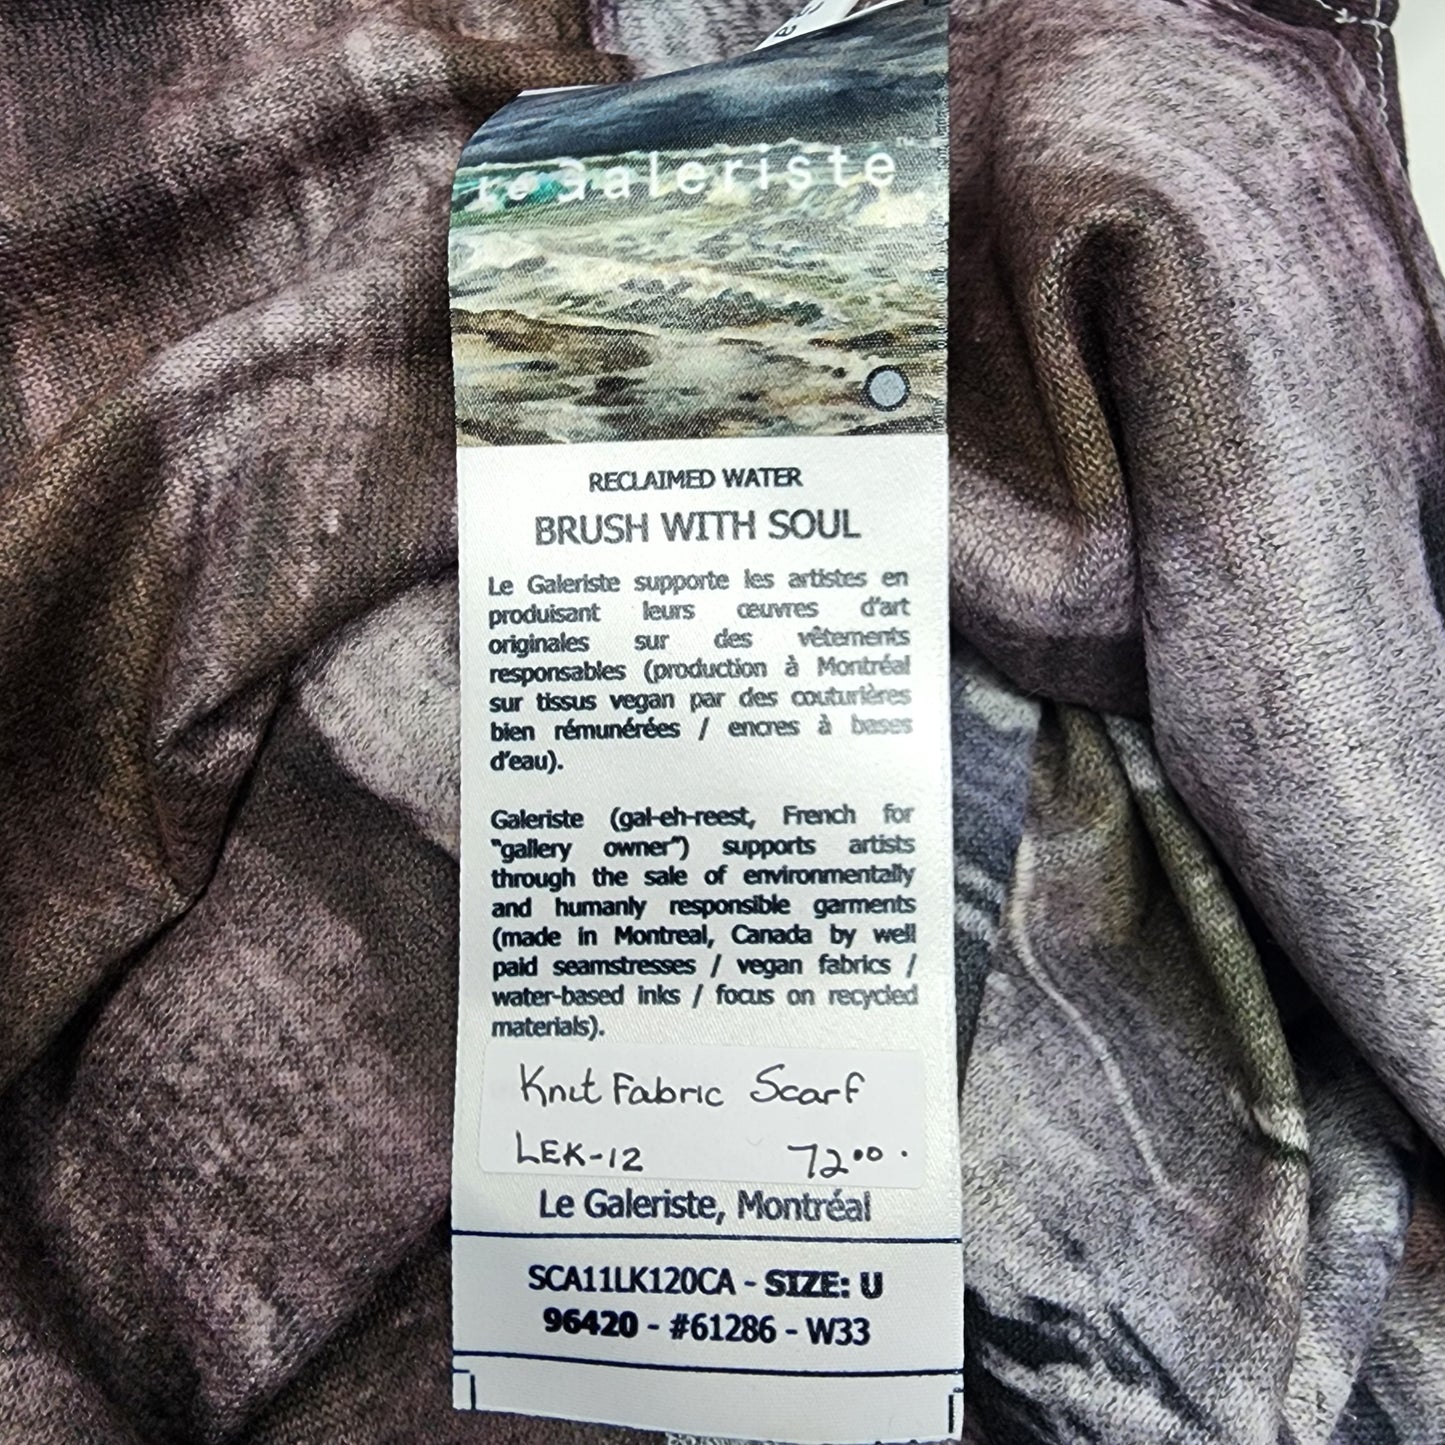 Le Galeriste™
RECLAIMED WATER
BRUSH WITH SOUL
Le Galeriste supporte les artistes en
produisant leurs œuvres d'art
originales sur des vêtements
responsables (production à Montréal
sur tissus vegan par des couturières
bien rémunérées / encres à bases
d'eau).
Galeriste (gal-eh-reest, French for
"gallery owner") supports artists
through the sale of environmentally
and humanly responsible garments
(made in Montreal, Canada by well
paid seamstresses / vegan fabrics /
water-based inks / focus on recycled
materials).
Knit Fabric Scarf
LEK-12 72.00.
Le Galeriste, Montréal
SCA11LK120CA - SIZE: U
96420 - #61286 - W33